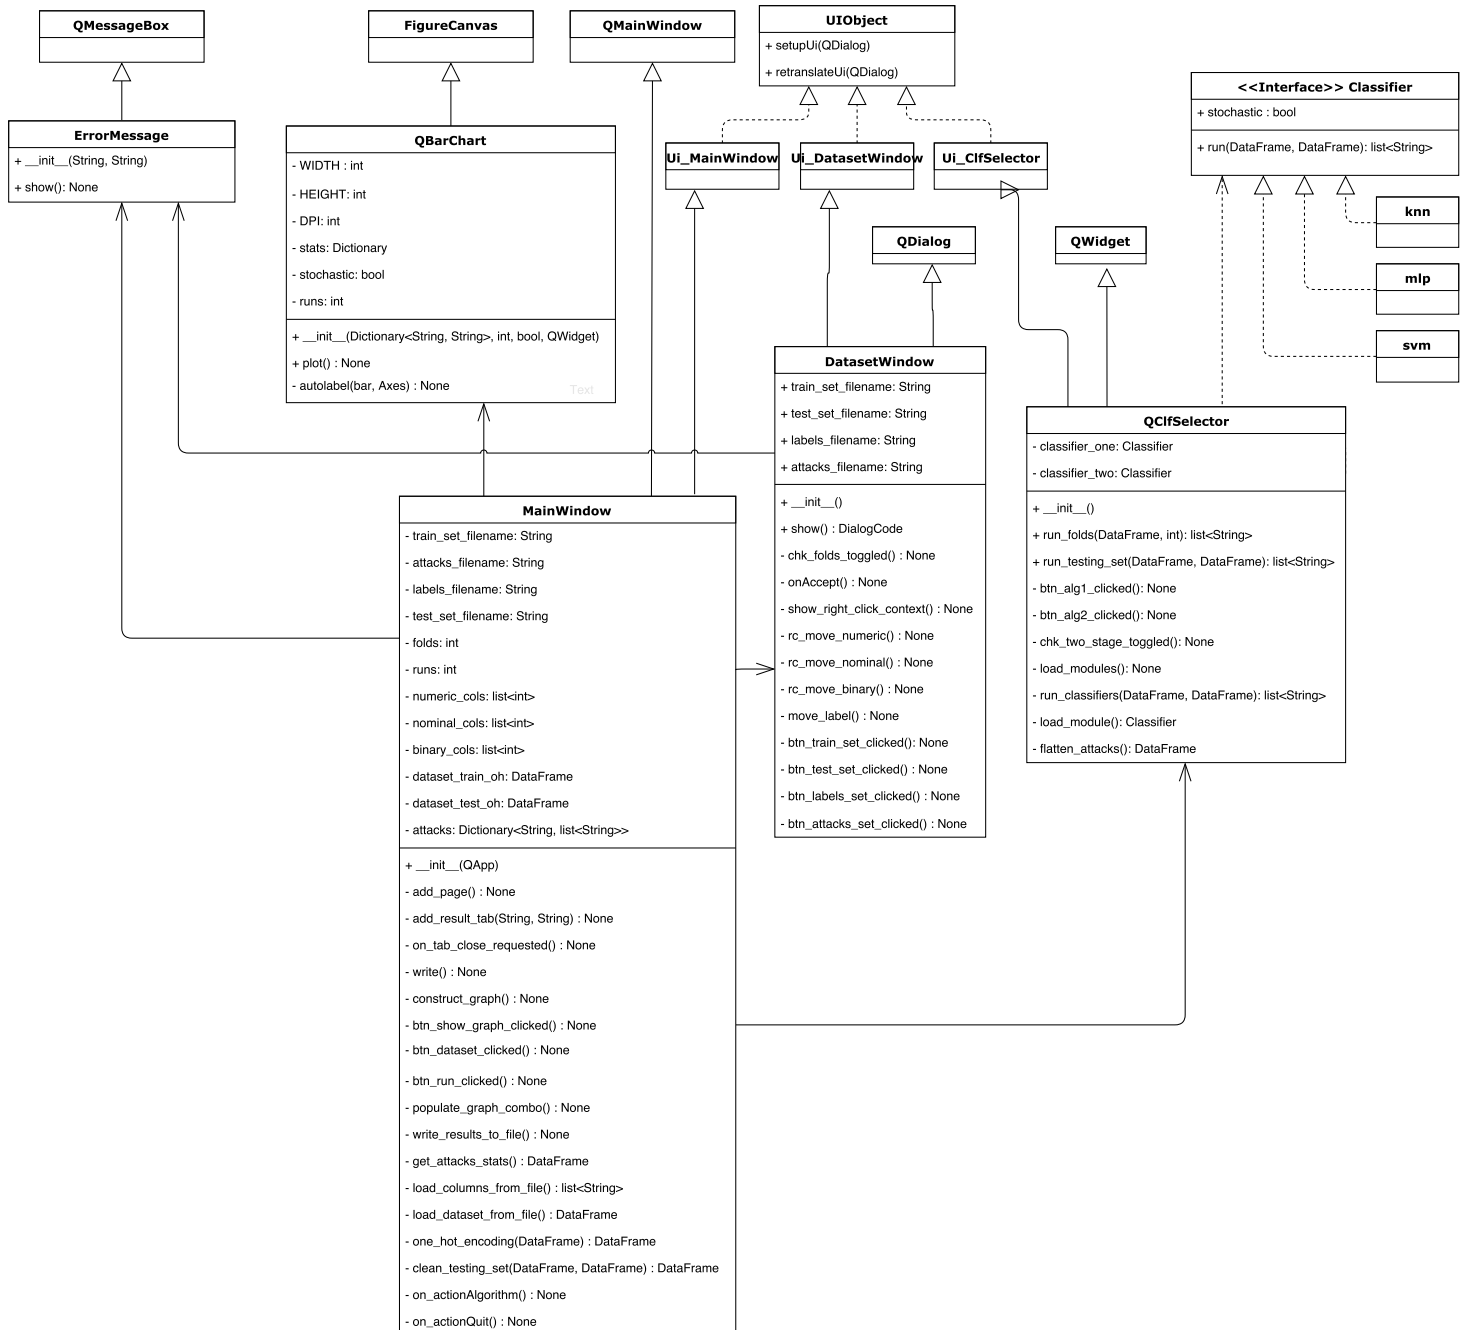 QMessageBox
FigureCanvas
QMainWindow
UIObject
+ setupUi(QDialog)
+ retranslateUi(QDialog)
<<Interface>> Classifier
+ stochastic : bool
+ run(DataFrame, DataFrame): list<String>
ErrorMessage
+ __init__(String, String)
+ show(): None
QBarChart
- WIDTH : int
- HEIGHT: int
- DPI: int
- stats: Dictionary
- stochastic: bool
- runs: int
+ __init__(Dictionary<String, String>, int, bool, QWidget)
+ plot() : None
- autolabel(bar, Axes) : None
Text
Ui_MainWindow
Ui_DatasetWindow
Ui_ClfSelector
QDialog
QWidget
knn
mlp
svm
DatasetWindow
+ train_set_filename: String
+ test_set_filename: String
+ labels_filename: String
+ attacks_filename: String
+ __init__()
+ show() : DialogCode
- chk_folds_toggled() : None
- onAccept() : None
- show_right_click_context() : None
- rc_move_numeric() : None
- rc_move_nominal() : None
- rc_move_binary() : None
- move_label() : None
- btn_train_set_clicked(): None
- btn_test_set_clicked() : None
- btn_labels_set_clicked() : None
- btn_attacks_set_clicked() : None
QClfSelector
- classifier_one: Classifier
- classifier_two: Classifier
+ __init__()
+ run_folds(DataFrame, int): list<String>
+ run_testing_set(DataFrame, DataFrame): list<String>
- btn_alg1_clicked(): None
- btn_alg2_clicked(): None
- chk_two_stage_toggled(): None
- load_modules(): None
- run_classifiers(DataFrame, DataFrame): list<String>
- load_module(): Classifier
- flatten_attacks(): DataFrame
MainWindow
- train_set_filename: String
- attacks_filename: String
- labels_filename: String
- test_set_filename: String
- folds: int
- runs: int
- numeric_cols: list<int>
- nominal_cols: list<int>
- binary_cols: list<int>
- dataset_train_oh: DataFrame
- dataset_test_oh: DataFrame
- attacks: Dictionary<String, list<String>>
+ __init__(QApp)
- add_page() : None
- add_result_tab(String, String) : None
- on_tab_close_requested() : None
- write() : None
- construct_graph() : None
- btn_show_graph_clicked() : None
- btn_dataset_clicked() : None
- btn_run_clicked() : None
- populate_graph_combo() : None
- write_results_to_file() : None
- get_attacks_stats() : DataFrame
- load_columns_from_file() : list<String>
- load_dataset_from_file() : DataFrame
- one_hot_encoding(DataFrame) : DataFrame
- clean_testing_set(DataFrame, DataFrame) : DataFrame
- on_actionAlgorithm() : None
- on_actionQuit() : None